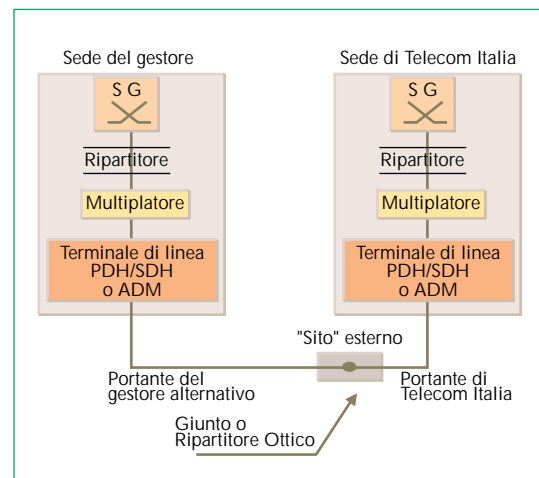 Sede del gestore
Sede di Telecom Italia
S G
S G
Ripartitore
Ripartitore
Multiplatore
Multiplatore
Terminale di linea
PDH/SDH
o ADM
Terminale di linea
PDH/SDH
o ADM
"Sito" esterno
Portante del
gestore alternativo
Portante di
Telecom Italia
Giunto o
Ripartitore Ottico